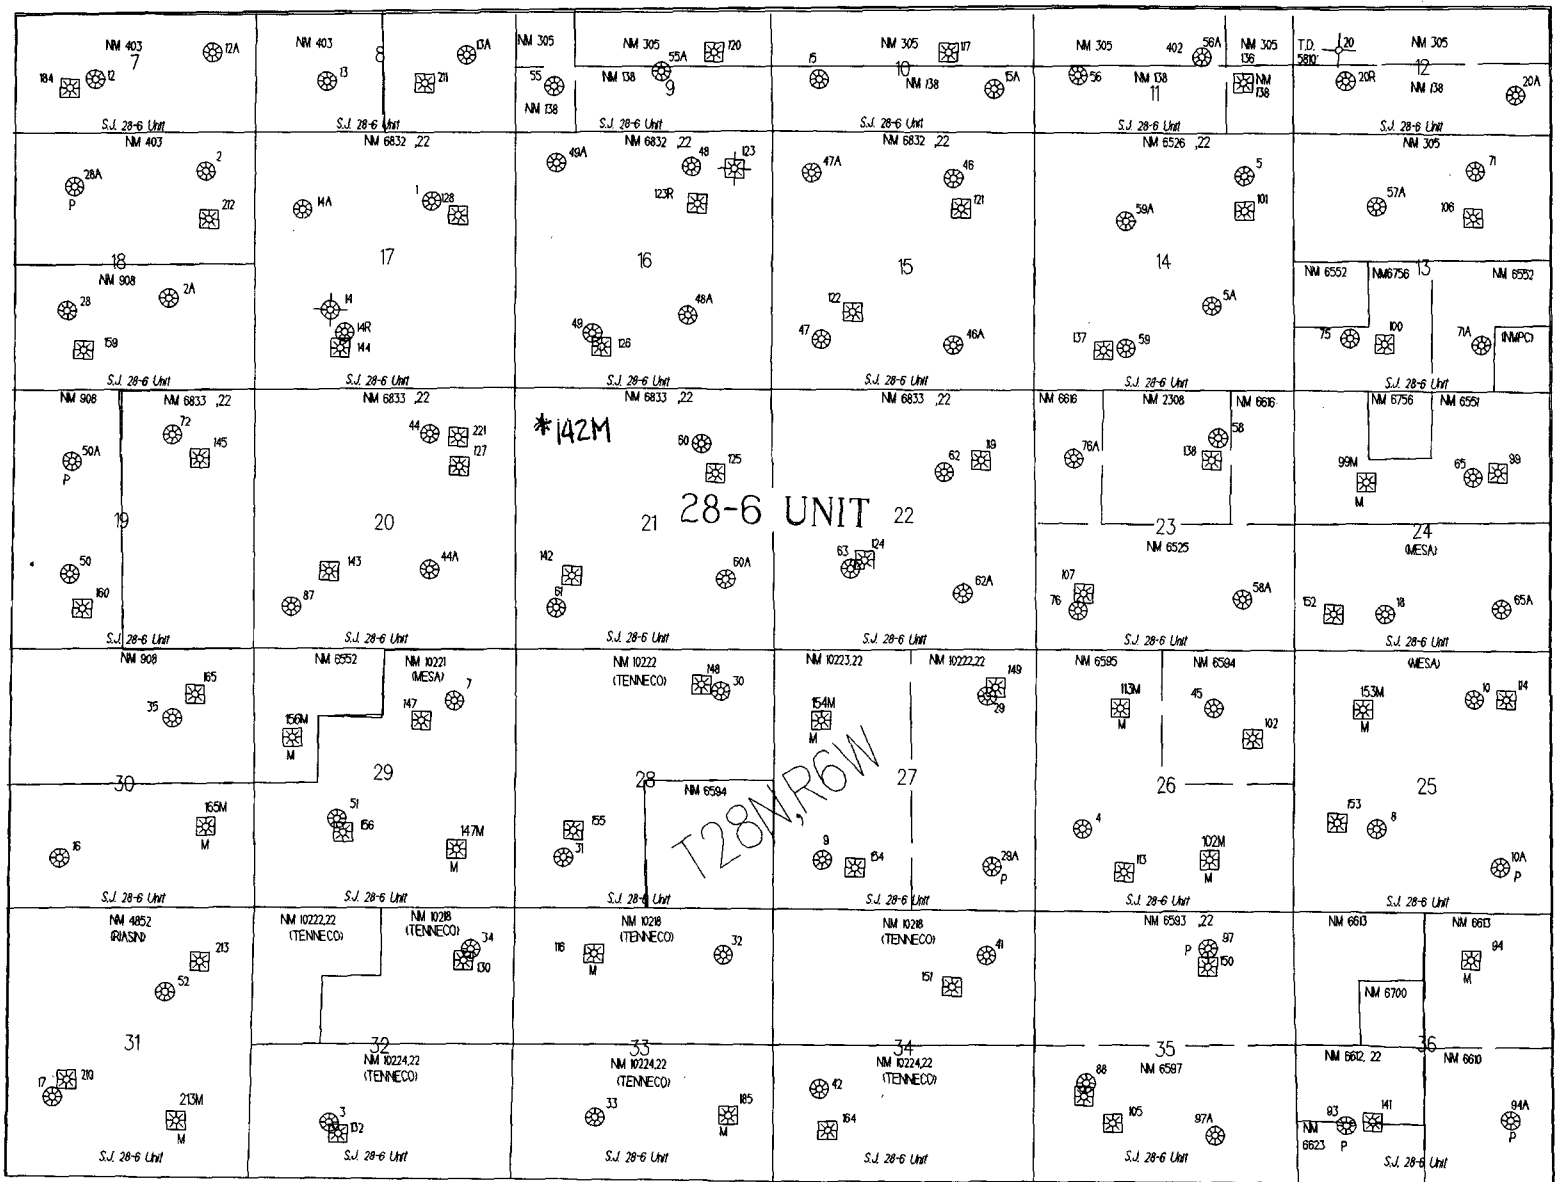 NM 403
7
12A
12
184
S.J. 28-6 Unit
NM 403
8
13A
13
211
S.J. 28-6 Unit
NM 305
55
NM 138
NM 305
120
55A
NM 138
9
S.J. 28-6 Unit
NM 305
117
15
10
NM 138
15A
S.J. 28-6 Unit
NM 305
402
56A
56
NM 138
11
S.J. 28-6 Unit
NM 305
136
NM
138
T.D.
5810'
20
NM 305
12
20R
NM 138
20A
S.J. 28-6 Unit
NM 403
2
28A
P
212
18
NM 908
2A
28
159
S.J. 28-6 Unit
NM 6832 ,22
1
128
14A
17
14
14R
144
S.J. 28-6 Unit
NM 6832 ,22
49A
48
123
123R
16
48A
49
126
S.J. 28-6 Unit
NM 6832 ,22
47A
46
121
15
122
47
46A
S.J. 28-6 Unit
NM 6526 ,22
5
101
59A
14
5A
137
59
S.J. 28-6 Unit
NM 305
71
57A
106
13
NM 6552
NM6756
NM 6552
75
100
71A
(NWPC)
S.J. 28-6 Unit
NM 908
NM 6833 ,22
72
145
50A
P
19
50
160
S.J. 28-6 Unit
NM 6833 ,22
44
221
127
20
143
44A
87
S.J. 28-6 Unit
NM 6833 ,22
*142M
60
125
28-6 UNIT
21
142
61
60A
S.J. 28-6 Unit
NM 6833 ,22
119
62
22
124
63
62A
S.J. 28-6 Unit
NM 6616
NM 2308
NM 6616
58
76A
138
23
NM 6525
107
76
58A
S.J. 28-6 Unit
NM 6756
NM 6551
99M
M
65
99
24
(MESA)
152
18
65A
S.J. 28-6 Unit
NM 908
165
35
30
165M
M
16
S.J. 28-6 Unit
NM 6552
NM 10221
(MESA)
7
147
156M
M
29
51
156
147M
M
S.J. 28-6 Unit
NM 10222
(TENNECO)
148
30
28
NM 6594
155
31
S.J. 28-6 Unit
T28N,R6W
NM 10223,22
NM 10222,22
149
29
154M
M
27
9
154
29A
P
S.J. 28-6 Unit
NM 6595
NM 6594
113M
M
45
102
26
4
113
102M
M
S.J. 28-6 Unit
(MESA)
153M
M
10
114
25
153
8
10A
P
S.J. 28-6 Unit
NM 4852
213
52
31
219
17
213M
M
S.J. 28-6 Unit
NM 10222,22
(TENNECO)
NM 10218
(TENNECO)
34
130
32
NM 10224,22
(TENNECO)
3
132
S.J. 28-6 Unit
NM 10218
(TENNECO)
116
M
32
33
NM 10224,22
(TENNECO)
33
185
M
S.J. 28-6 Unit
NM 10218
(TENNECO)
41
151
34
NM 10224,22
(TENNECO)
42
164
S.J. 28-6 Unit
NM 6593 ,22
97
P
150
35
NM 6597
88
105
97A
S.J. 28-6 Unit
NM 6613
NM 6613
94
M
NM 6700
36
NM 6612, 22
NM 6610
93
141
NM
6623
P
94A
P
S.J. 28-6 Unit